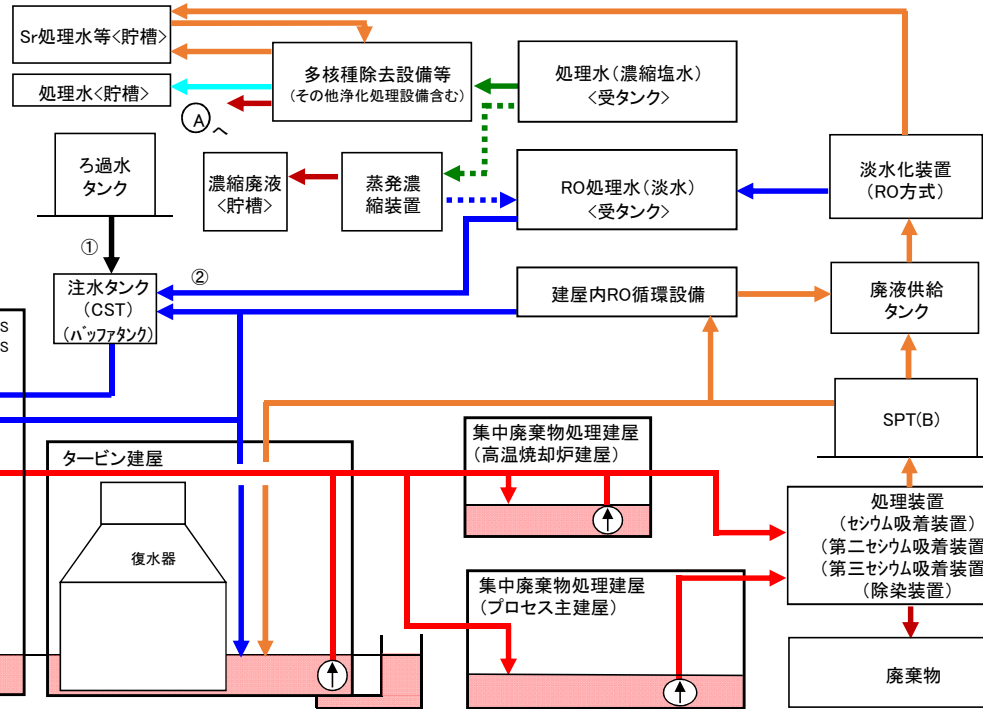 Sr処理水等<貯槽>
処理水<貯槽>
多核種除去設備等
(その他浄化処理設備含む)
処理水(濃縮塩水)
<受タンク>
A
へ
ろ過水
タンク
濃縮廃液
<貯槽>
蒸発濃
縮装置
RO処理水(淡水)
<受タンク>
淡水化装置
(RO方式)
①
②
注水タンク
(CST)
(バッファタンク)
建屋内RO循環設備
廃液供給
タンク
S
S
SPT(B)
タービン建屋
復水器
集中廃棄物処理建屋
(高温焼却炉建屋)
集中廃棄物処理建屋
(プロセス主建屋)
処理装置
(セシウム吸着装置)
(第二セシウム吸着装置
(第三セシウム吸着装置
(除染装置)
廃棄物